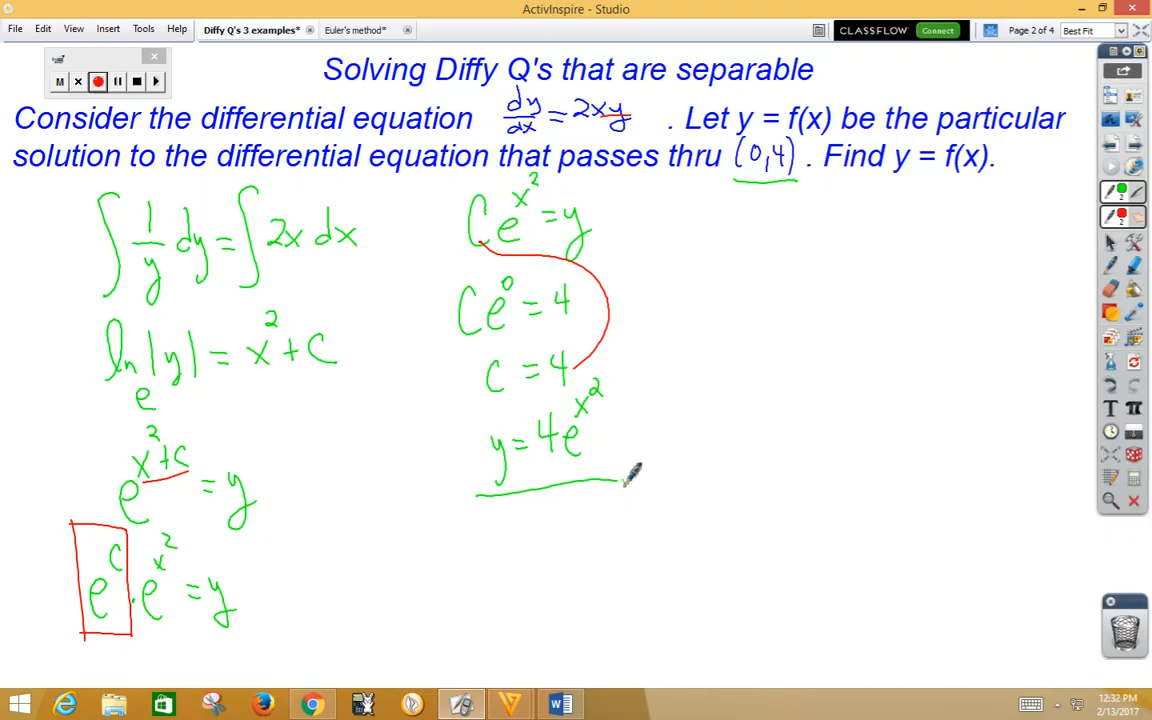 ActivInspire - Studio
File Edit View Insert Tools Help
Diffy Q's 3 examples*
Euler's method*
CLASSFLOW Connect
Page 2 of 4
Best Fit
M
Solving Diffy Q's that are separable
Consider the differential equation dy/dx = 2xy . Let y = f(x) be the particular
solution to the differential equation that passes thru (0,4) . Find y = f(x).
∫ 1/y dy = ∫ 2x dx
ln|y| = x² + C
e
e^(x²+c) = y
e^c · e^(x²) = y
Ce^(x²) = y
Ce^0 = 4
c = 4
y = 4e^(x²)
2
2
T π
12:32 PM
2/13/2017